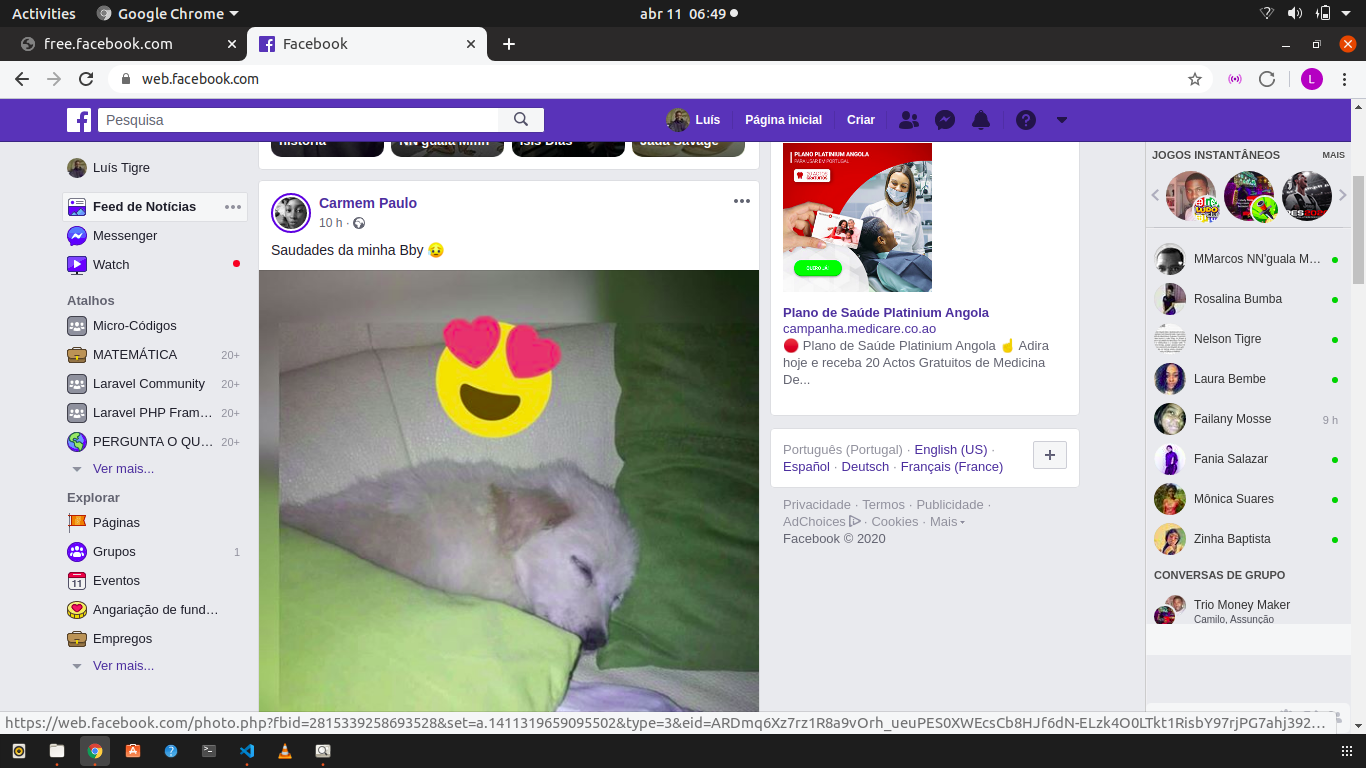 Activities
Google Chrome
abr 11 06:49
free.facebook.com
Facebook
web.facebook.com
L
Pesquisa
Luís
Página inicial
Criar
Luís Tigre
Feed de Notícias
Messenger
Watch
Atalhos
Micro-Códigos
MATEMÁTICA 20+
Laravel Community 20+
Laravel PHP Fram… 20+
PERGUNTA O QU… 20+
Ver mais...
Explorar
Páginas
Grupos 1
Eventos
11
Angariação de fund…
Empregos
Ver mais...
história
NN'guala Mmn
Isis Dias
Jada Savage
Carmem Paulo
10 h ·
Saudades da minha Bby 😥
PLANO PLATINIUM ANGOLA
PARA USAR EM PORTUGAL
Plano de Saúde Platinium Angola
campanha.medicare.co.ao
🔴 Plano de Saúde Platinium Angola ☝ Adira
hoje e receba 20 Actos Gratuitos de Medicina
De...
Português (Portugal) · English (US) ·
Español · Deutsch · Français (France)
Privacidade · Termos · Publicidade ·
AdChoices · Cookies · Mais
Facebook © 2020
JOGOS INSTANTÂNEOS MAIS
LUDO
MMarcos NN'guala M…
Rosalina Bumba
Nelson Tigre
Laura Bembe
Failany Mosse 9 h
Fania Salazar
Mônica Suares
Zinha Baptista
CONVERSAS DE GRUPO
Trio Money Maker
Camilo, Assunção
https://web.facebook.com/photo.php?fbid=2815339258693528&set=a.1411319659095502&type=3&eid=ARDmq6Xz7rz1R8a9vOrh_ueuPES0XWEcsCb8HJf6dN-ELzk4O0LTkt1RisbY97rjPG7ahj392…